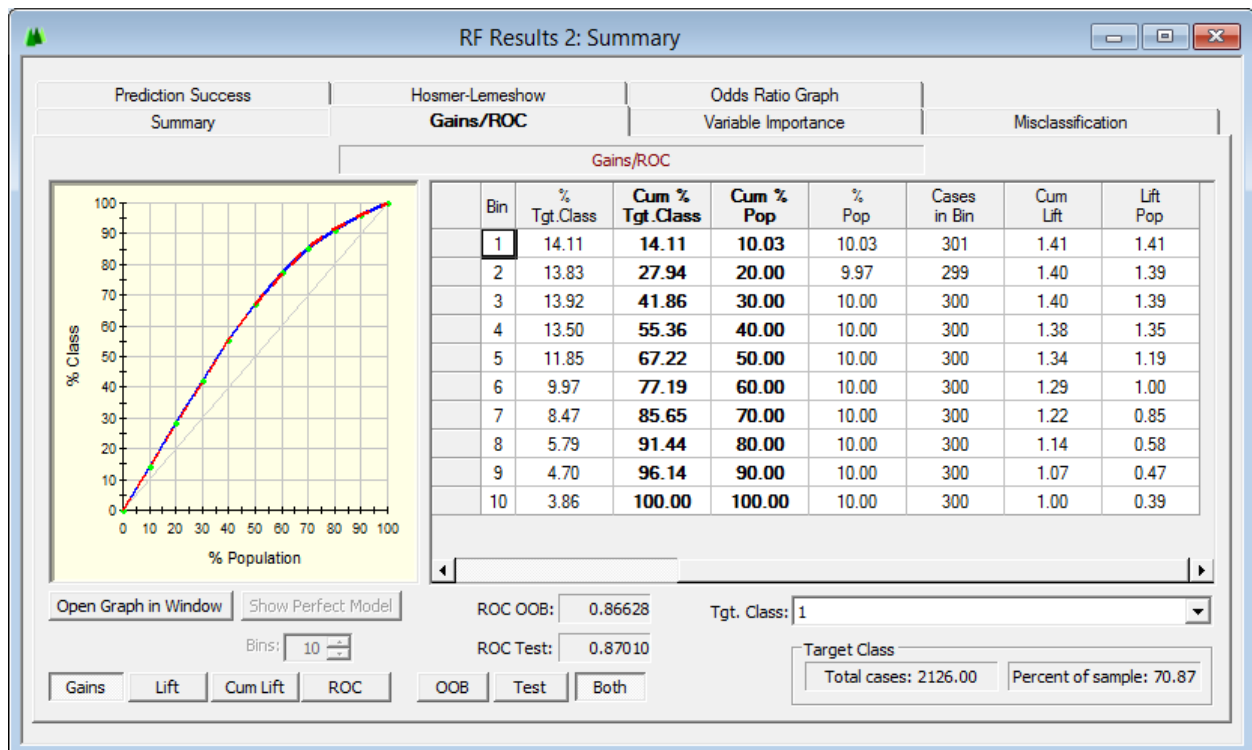 RF Results 2: Summary
Prediction Success Hosmer-Lemeshow Odds Ratio Graph
Summary Gains/ROC Variable Importance Misclassification
Gains/ROC
% Class
100
90
80
70
60
50
40
30
20
10
0
0 10 20 30 40 50 60 70 80 90 100
% Population
Bin % Tgt.Class Cum % Tgt.Class Cum % Pop % Pop Cases in Bin Cum Lift Lift Pop
1 14.11 14.11 10.03 10.03 301 1.41 1.41
2 13.83 27.94 20.00 9.97 299 1.40 1.39
3 13.92 41.86 30.00 10.00 300 1.40 1.39
4 13.50 55.36 40.00 10.00 300 1.38 1.35
5 11.85 67.22 50.00 10.00 300 1.34 1.19
6 9.97 77.19 60.00 10.00 300 1.29 1.00
7 8.47 85.65 70.00 10.00 300 1.22 0.85
8 5.79 91.44 80.00 10.00 300 1.14 0.58
9 4.70 96.14 90.00 10.00 300 1.07 0.47
10 3.86 100.00 100.00 10.00 300 1.00 0.39
Open Graph in Window Show Perfect Model ROC OOB: 0.86628 Tgt. Class: 1
Bins: 10 ROC Test: 0.87010
Target Class
Total cases: 2126.00 Percent of sample: 70.87
Gains Lift Cum Lift ROC OOB Test Both